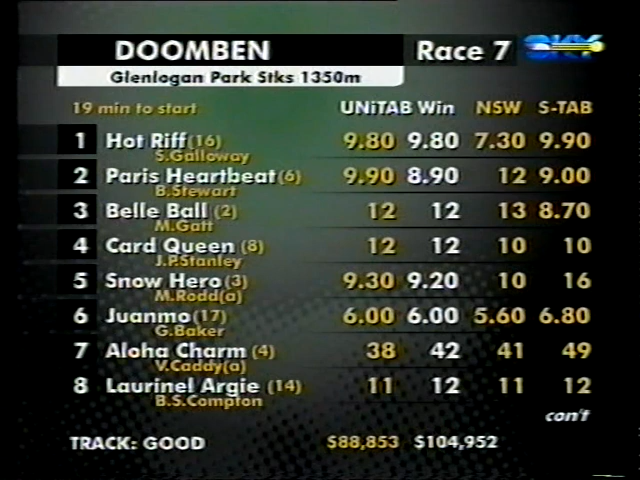 DOOMBEN Race 7 SKY
Glenlogan Park Stks 1350m
19 min to start UNiTAB Win NSW S-TAB
1 Hot Riff (16) 9.80 9.80 7.30 9.90
S.Galloway
2 Paris Heartbeat (6) 9.90 8.90 12 9.00
B.Stewart
3 Belle Ball (2) 12 12 13 8.70
M.Gatt
4 Card Queen (8) 12 12 10 10
J.P.Stanley
5 Snow Hero (3) 9.30 9.20 10 16
M.Rodd(a)
6 Juanmo (17) 6.00 6.00 5.60 6.80
G.Baker
7 Aloha Charm (4) 38 42 41 49
V.Caddy(a)
8 Laurinel Argie (14) 11 12 11 12
B.S.Compton
con't
TRACK: GOOD $88,853 $104,952